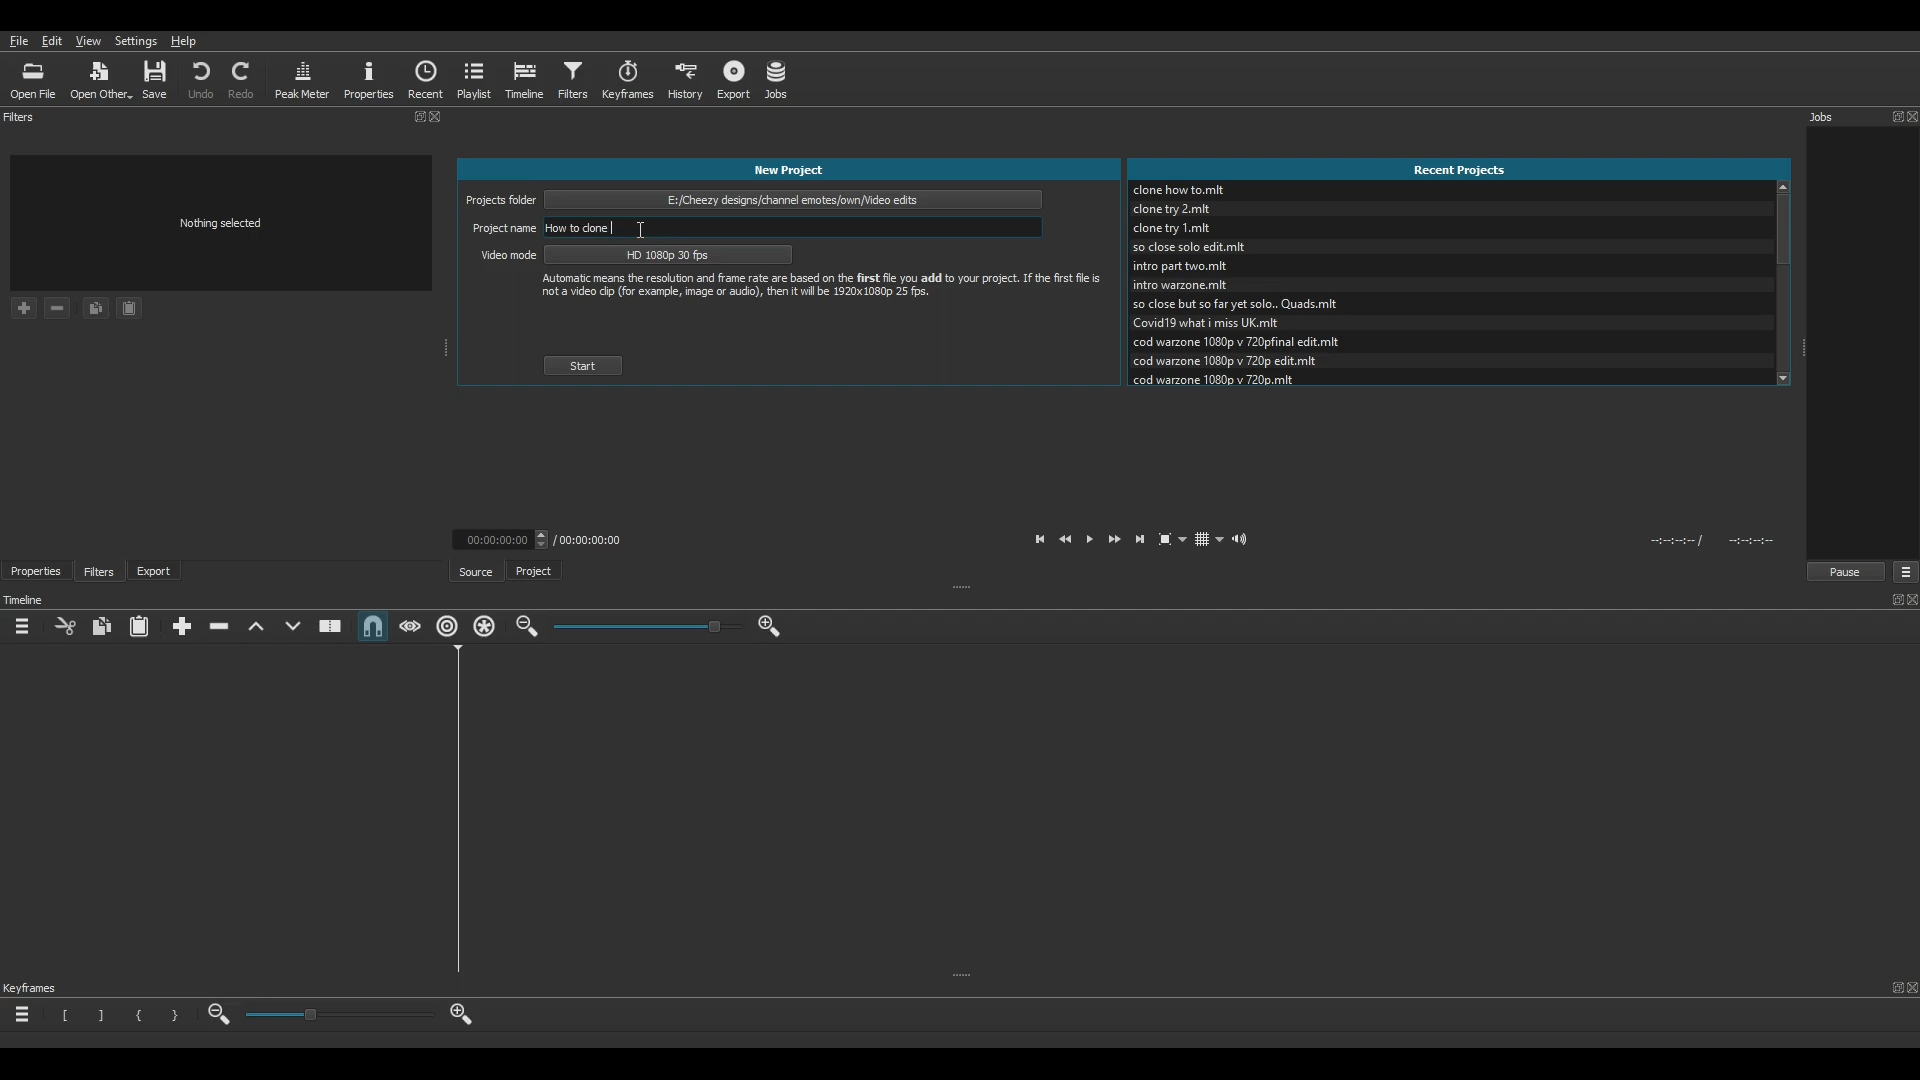 File Edit View Settings Help
Open File Open Other Save Undo Redo Peak Meter Properties Recent Playlist Timeline Filters Keyframes History Export Jobs
Filters
Nothing selected
New Project
Projects folder E:/Cheezy designs/channel emotes/own/Video edits
Project name How to clone
Video mode HD 1080p 30 fps
Automatic means the resolution and frame rate are based on the first file you add to your project. If the first file is
not a video clip (for example, image or audio), then it will be 1920x1080p 25 fps.
Start
Recent Projects
clone how to.mlt
clone try 2.mlt
clone try 1.mlt
so close solo edit.mlt
intro part two.mlt
intro warzone.mlt
so close but so far yet solo.. Quads.mlt
Covid19 what i miss UK.mlt
cod warzone 1080p v 720pfinal edit.mlt
cod warzone 1080p v 720p edit.mlt
cod warzone 1080p v 720p.mlt
Jobs
00:00:00:00 / 00:00:00:00
--:--:--:-- / --:--:--:--
Properties Filters Export
Source Project
Pause
Timeline
Keyframes
[ ] { }